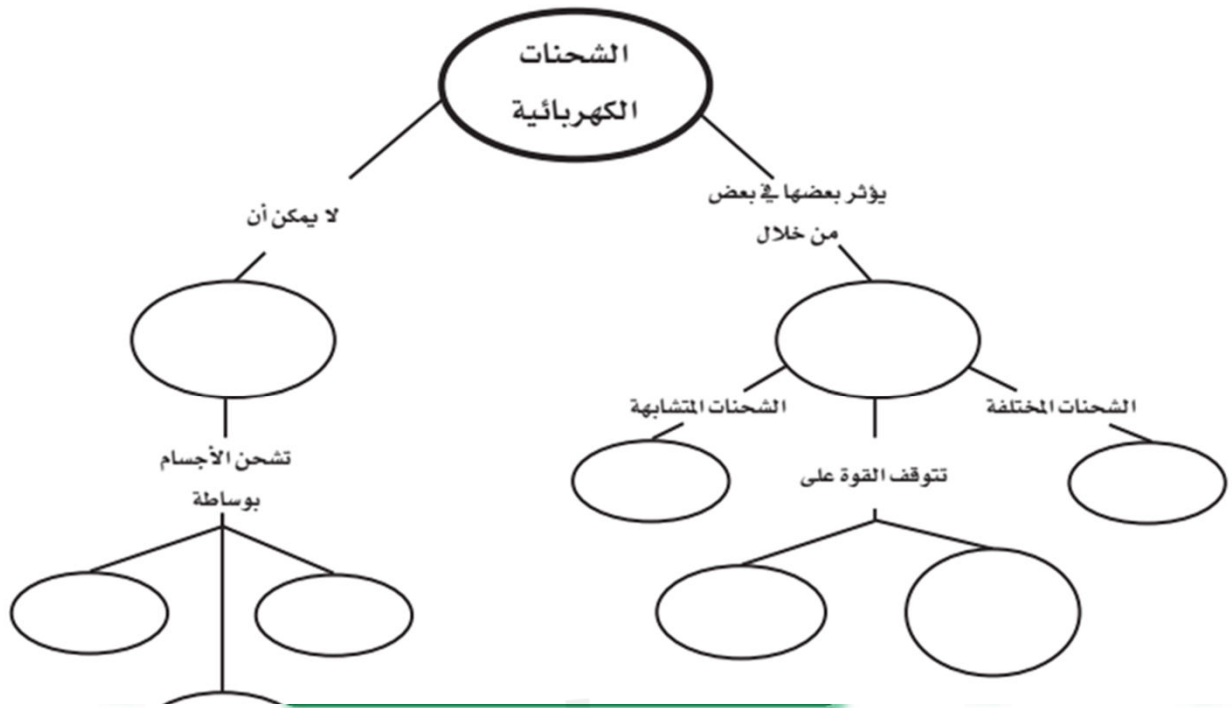 الشحنات
الكهربائية
يؤثر بعضها في بعض
من خلال
لا يمكن أن
الشحنات المختلفة
الشحنات المتشابهة
تتوقف القوة على
تشحن الأجسام
بوساطة